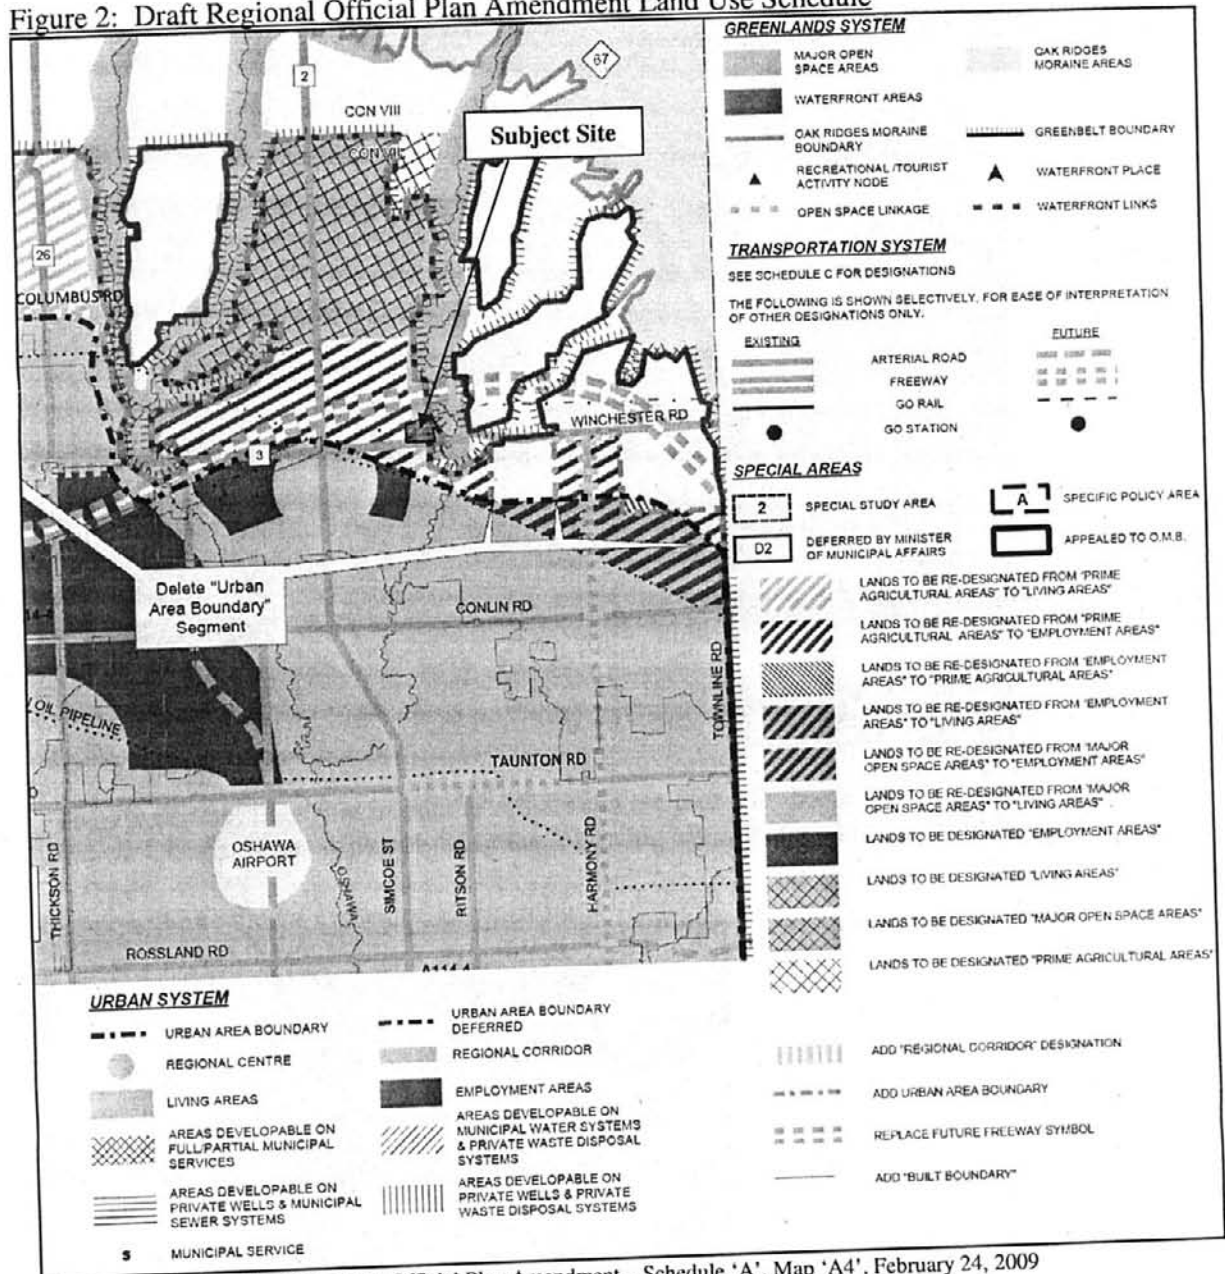 Figure 2: Draft Regional Official Plan Amendment Land Use Schedule
67
2
CON VIII
CON VII
Subject Site
26
COLUMBUS RD
WINCHESTER RD
3
Delete "Urban
Area Boundary"
Segment
CONLIN RD
TOWNLINE RD
OIL PIPELINE
TAUNTON RD
OSHAWA
AIRPORT
THICKSON RD
OSHAWA
SIMCOE ST
RITSON RD
HARMONY RD
ROSSLAND RD
A114-4
GREENLANDS SYSTEM
MAJOR OPEN
SPACE AREAS
OAK RIDGES
MORAINE AREAS
WATERFRONT AREAS
OAK RIDGES MORAINE
BOUNDARY
GREENBELT BOUNDARY
RECREATIONAL /TOURIST
ACTIVITY NODE
WATERFRONT PLACE
OPEN SPACE LINKAGE
WATERFRONT LINKS
TRANSPORTATION SYSTEM
SEE SCHEDULE C FOR DESIGNATIONS
THE FOLLOWING IS SHOWN SELECTIVELY, FOR EASE OF INTERPRETATION
OF OTHER DESIGNATIONS ONLY.
EXISTING
FUTURE
ARTERIAL ROAD
FREEWAY
GO RAIL
GO STATION
SPECIAL AREAS
2
SPECIAL STUDY AREA
A
SPECIFIC POLICY AREA
D2
DEFERRED BY MINISTER
OF MUNICIPAL AFFAIRS
APPEALED TO O.M.B.
LANDS TO BE RE-DESIGNATED FROM "PRIME
AGRICULTURAL AREAS" TO "LIVING AREAS"
LANDS TO BE RE-DESIGNATED FROM "PRIME
AGRICULTURAL AREAS" TO "EMPLOYMENT AREAS"
LANDS TO BE RE-DESIGNATED FROM "EMPLOYMENT
AREAS" TO "PRIME AGRICULTURAL AREAS"
LANDS TO BE RE-DESIGNATED FROM "EMPLOYMENT
AREAS" TO "LIVING AREAS"
LANDS TO BE RE-DESIGNATED FROM "MAJOR
OPEN SPACE AREAS" TO "EMPLOYMENT AREAS"
LANDS TO BE RE-DESIGNATED FROM "MAJOR
OPEN SPACE AREAS" TO "LIVING AREAS"
LANDS TO BE DESIGNATED "EMPLOYMENT AREAS"
LANDS TO BE DESIGNATED "LIVING AREAS"
LANDS TO BE DESIGNATED "MAJOR OPEN SPACE AREAS"
LANDS TO BE DESIGNATED "PRIME AGRICULTURAL AREAS"
ADD "REGIONAL CORRIDOR" DESIGNATION
ADD URBAN AREA BOUNDARY
REPLACE FUTURE FREEWAY SYMBOL
ADD "BUILT BOUNDARY"
URBAN SYSTEM
URBAN AREA BOUNDARY
URBAN AREA BOUNDARY
DEFERRED
REGIONAL CENTRE
REGIONAL CORRIDOR
LIVING AREAS
EMPLOYMENT AREAS
AREAS DEVELOPABLE ON
FULL/PARTIAL MUNICIPAL
SERVICES
AREAS DEVELOPABLE ON
MUNICIPAL WATER SYSTEMS
& PRIVATE WASTE DISPOSAL
SYSTEMS
AREAS DEVELOPABLE ON
PRIVATE WELLS & MUNICIPAL
SEWER SYSTEMS
AREAS DEVELOPABLE ON
PRIVATE WELLS & PRIVATE
WASTE DISPOSAL SYSTEMS
S
MUNICIPAL SERVICE
Plan Amendment – Schedule 'A', Map 'A4', February 24, 2009